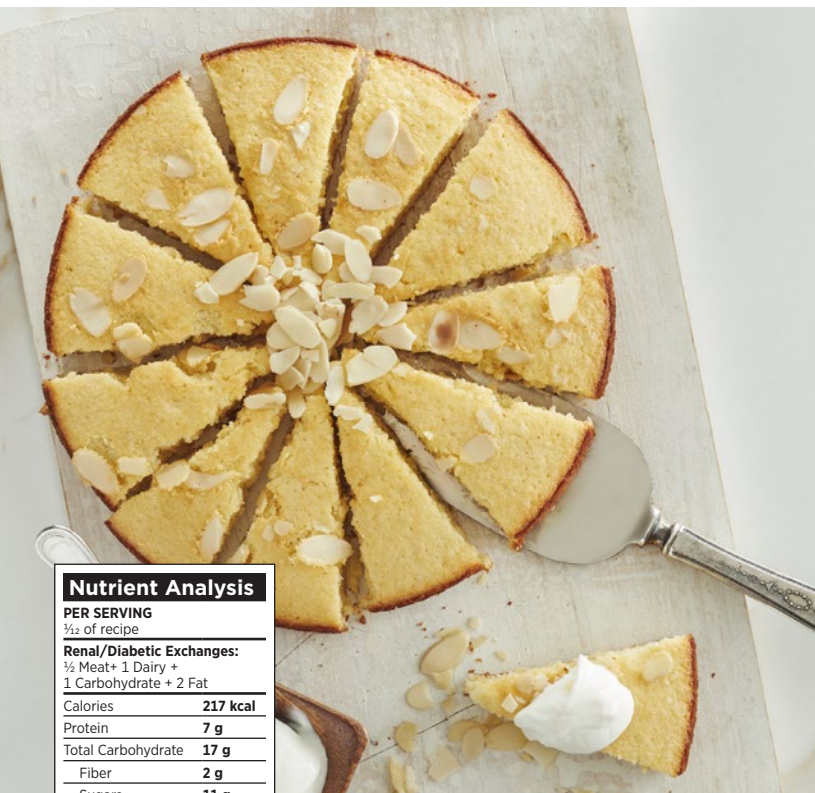 Nutrient Analysis
PER SERVING
1⁄12 of recipe
Renal/Diabetic Exchanges:
½ Meat+ 1 Dairy +
1 Carbohydrate + 2 Fat
Calories 217 kcal
Protein 7 g
Total Carbohydrate 17 g
Fiber 2 g